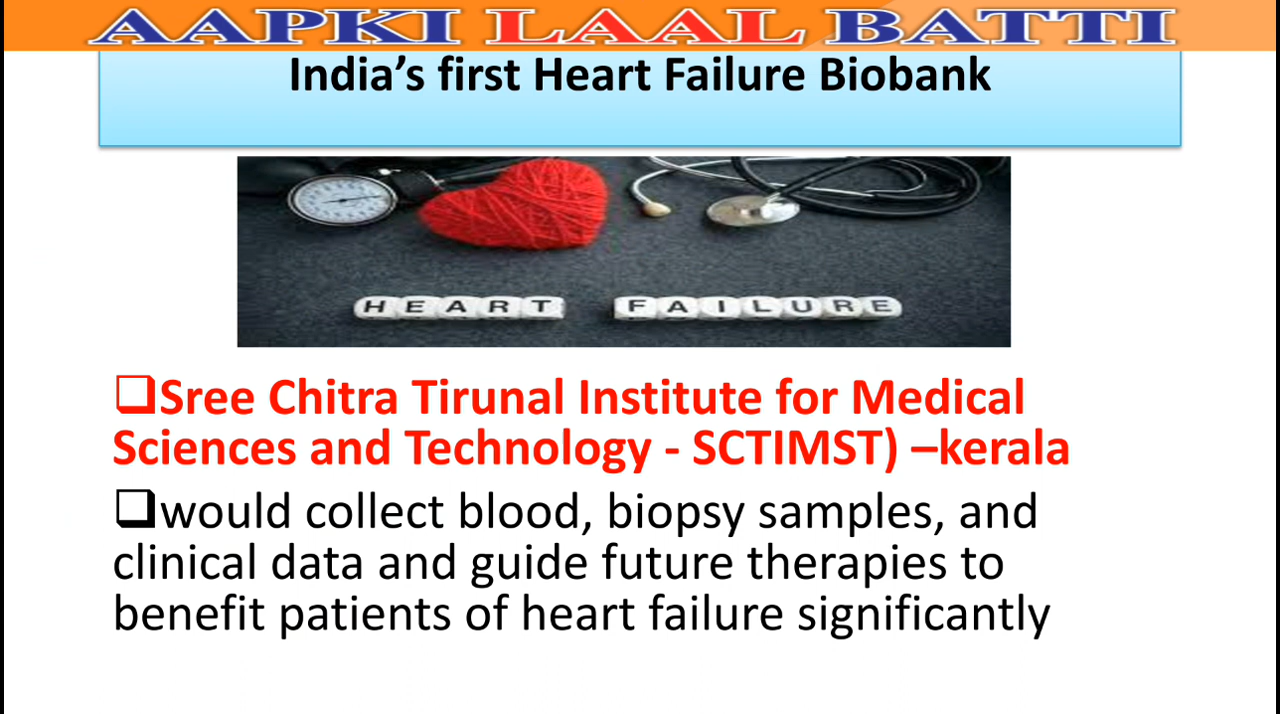 AAPKI LAAL BATTI
India’s first Heart Failure Biobank
HEART FAILURE
❑Sree Chitra Tirunal Institute for Medical
Sciences and Technology - SCTIMST) –kerala
❑would collect blood, biopsy samples, and
clinical data and guide future therapies to
benefit patients of heart failure significantly